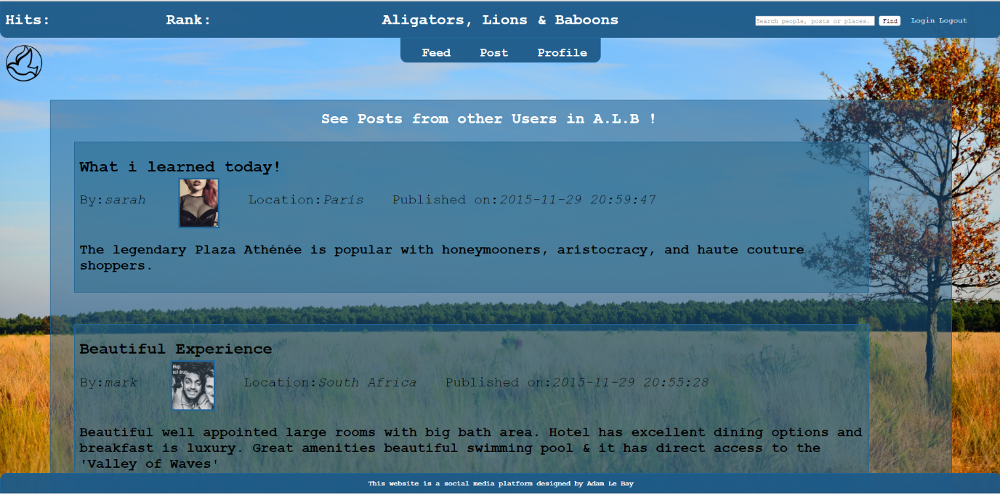 Hits: Rank: Aligators, Lions & Baboons Search people, posts or places. Find Login Logout
Feed Post Profile
See Posts from other Users in A.L.B !
What i learned today!
By:sarah Location:Paris Published on:2015-11-29 20:59:47
The legendary Plaza Athénée is popular with honeymooners, aristocracy, and haute couture
shoppers.
Beautiful Experience
Hugs
not drugs
By:mark Location:South Africa Published on:2015-11-29 20:55:28
Beautiful well appointed large rooms with big bath area. Hotel has excellent dining options and
breakfast is luxury. Great amenities beautiful swimming pool & it has direct access to the
'Valley of Waves'
This website is a social media platform designed by Adam Le Bay